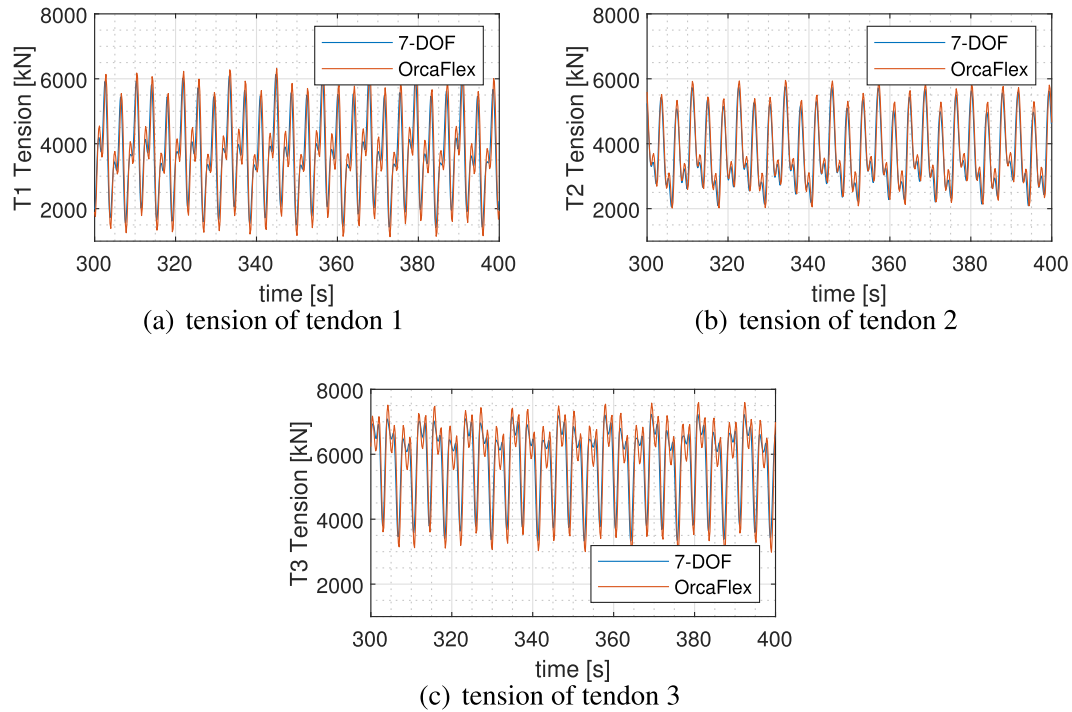 8000
6000
4000
2000
T1 Tension [kN]
7-DOF
OrcaFlex
300 320 340 360 380 400
time [s]
(a) tension of tendon 1
8000
6000
4000
2000
T2 Tension [kN]
7-DOF
OrcaFlex
300 320 340 360 380 400
time [s]
(b) tension of tendon 2
8000
6000
4000
2000
T3 Tension [kN]
7-DOF
OrcaFlex
300 320 340 360 380 400
time [s]
(c) tension of tendon 3